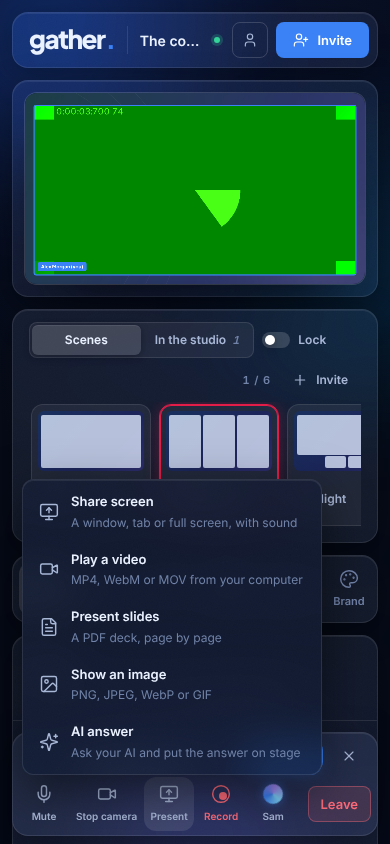 gather.
The co...
Invite
0:00:03:700 74
Scenes
In the studio 1
Lock
1 / 6
Invite
light
Share screen
A window, tab or full screen, with sound
Play a video
MP4, WebM or MOV from your computer
Brand
Present slides
A PDF deck, page by page
Show an image
PNG, JPEG, WebP or GIF
AI answer
Ask your AI and put the answer on stage
Mute
Stop camera
Present
Record
Sam
Leave